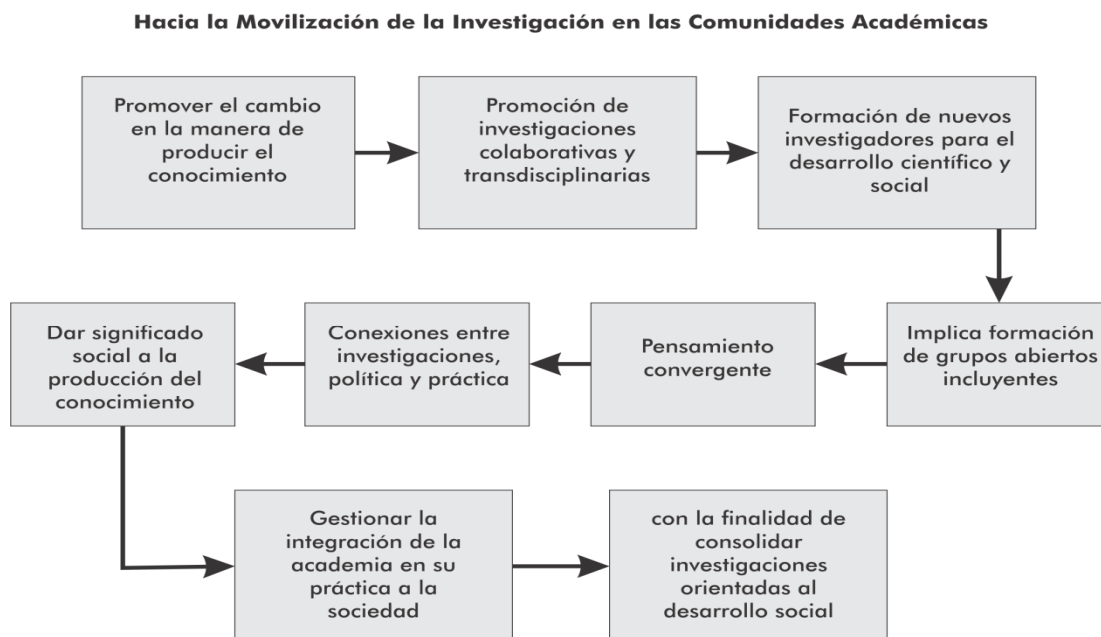 Hacia la Movilización de la Investigación en las Comunidades Académicas
Promover el cambio
en la manera de
producir el
conocimiento
Promoción de
investigaciones
colaborativas y
transdisciplinarias
Formación de nuevos
investigadores para el
desarrollo científico y
social
Implica formación
de grupos abiertos
incluyentes
Pensamiento
convergente
Conexiones entre
investigaciones,
política y práctica
Dar significado
social a la
producción del
conocimiento
Gestionar la
integración de la
academia en su
práctica a la
sociedad
con la finalidad de
consolidar
investigaciones
orientadas al
desarrollo social